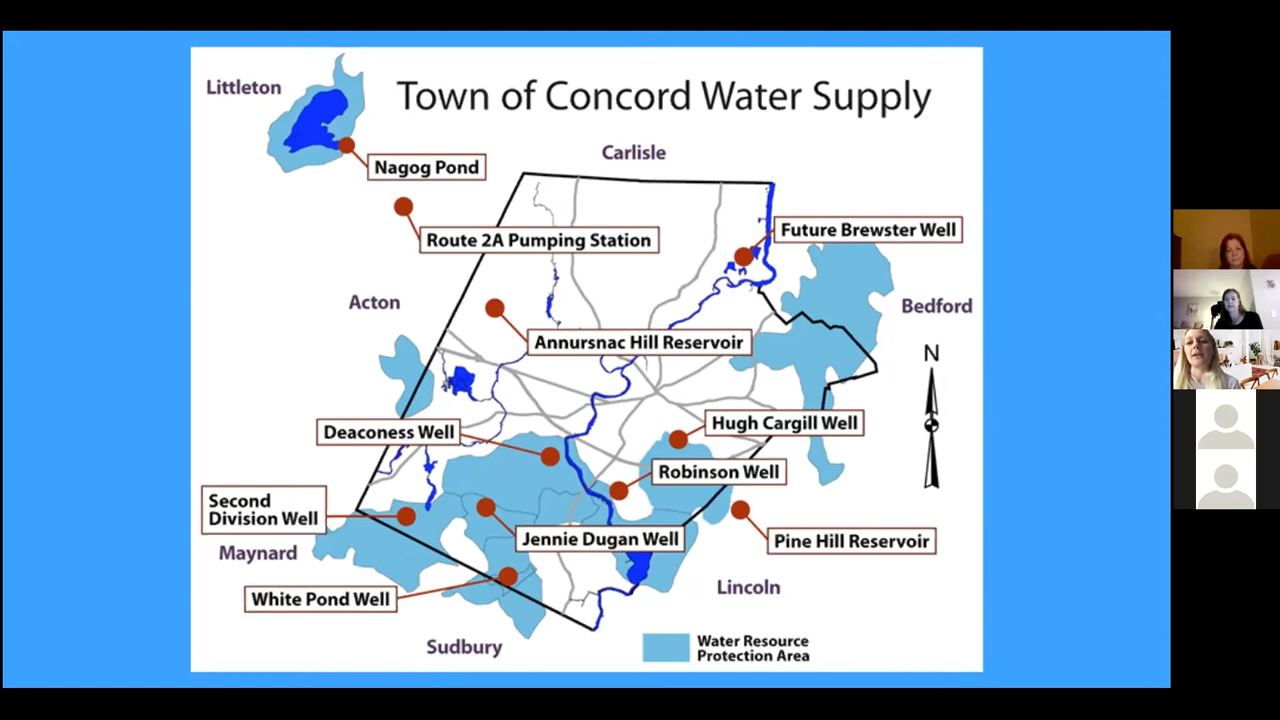 Littleton
Town of Concord Water Supply
Carlisle
Nagog Pond
Future Brewster Well
Route 2A Pumping Station
Acton
Bedford
Annursnac Hill Reservoir
N
Hugh Cargill Well
Deaconess Well
Robinson Well
Second
Division Well
Jennie Dugan Well
Pine Hill Reservoir
Maynard
Lincoln
White Pond Well
Sudbury
Water Resource
Protection Area